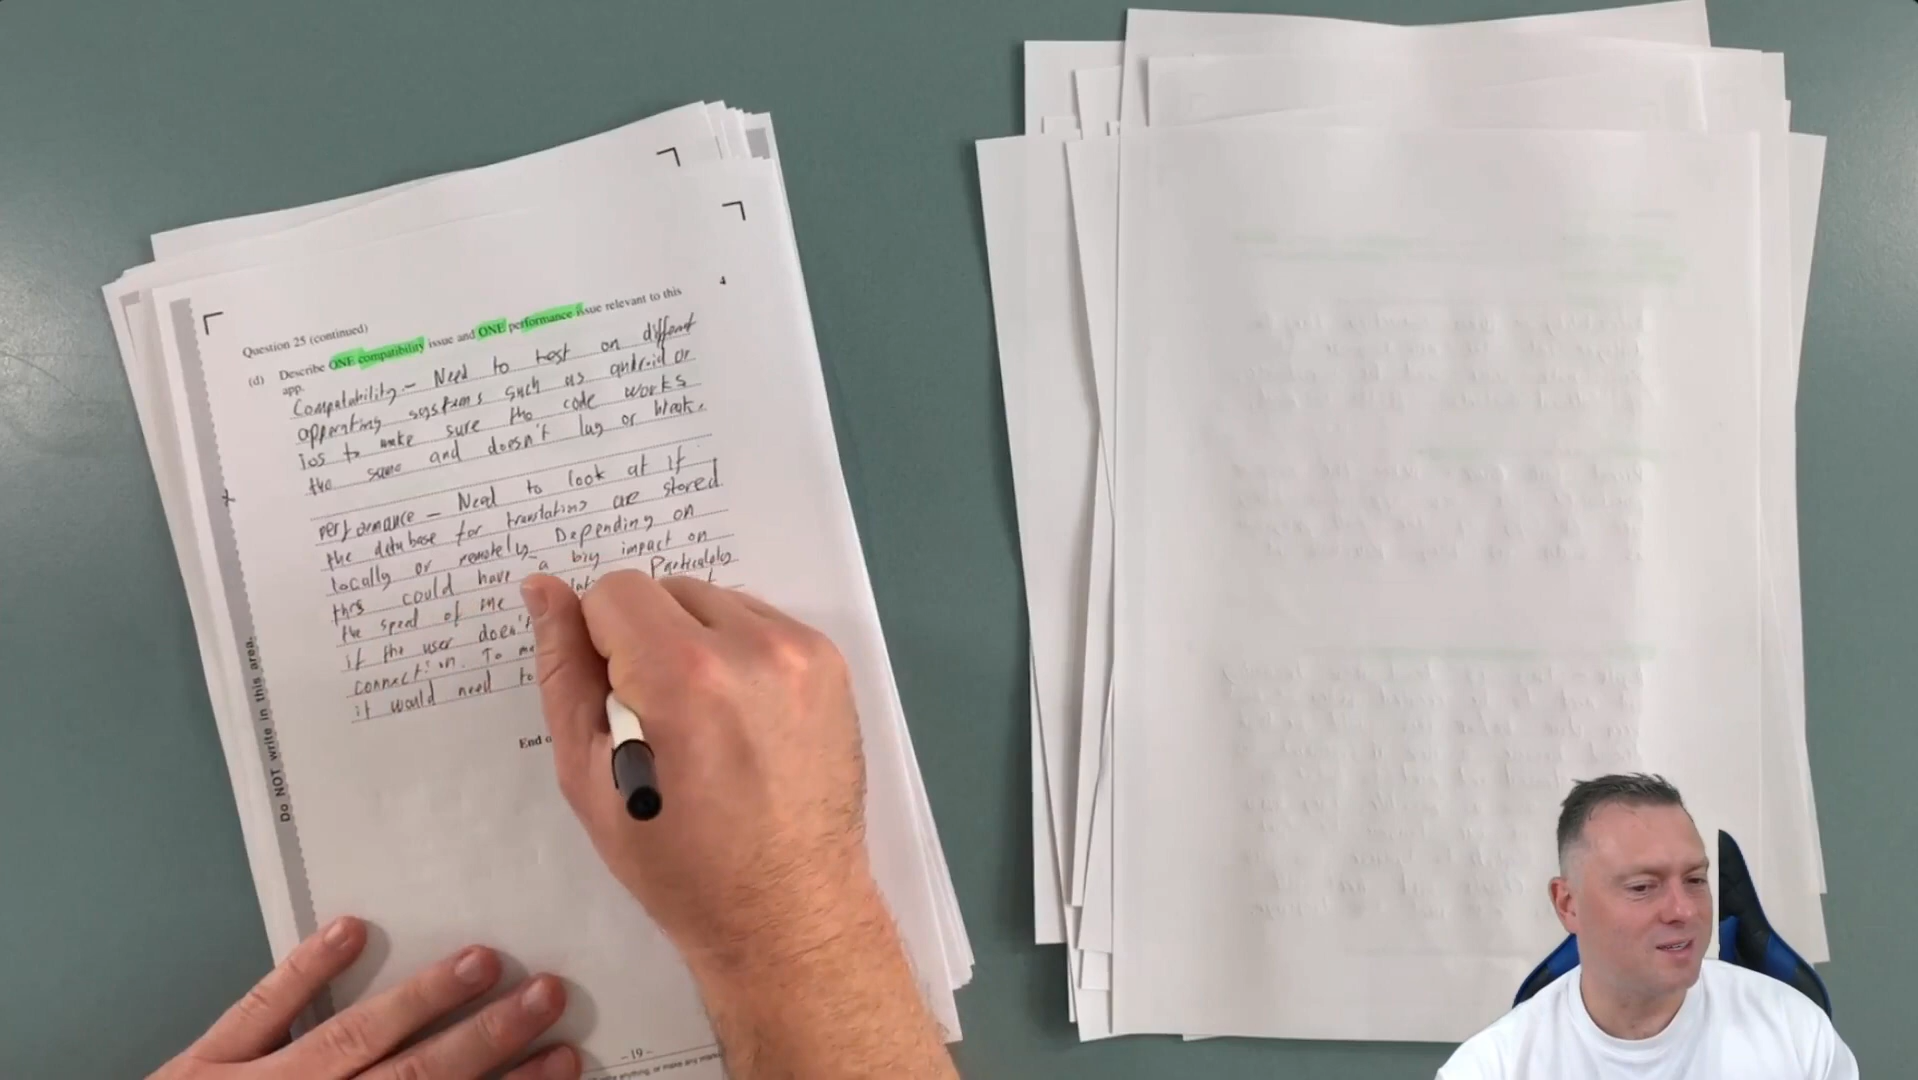 4
Question 25 (continued)
(d) Describe ONE compatibility issue and ONE performance issue relevant to this
app.
Compatability - Need to test on different
opperating systems such as android or
ios to make sure the code works
the same and doesn't lag or break.
performance - Need to look at if
the database for translations are stored
locally or remotely. Depending on
this could have a big impact on
the speed of the Particularly
if the user doesn't
connection. To
it would need to
End
Do NOT write in this area.
– 19 –